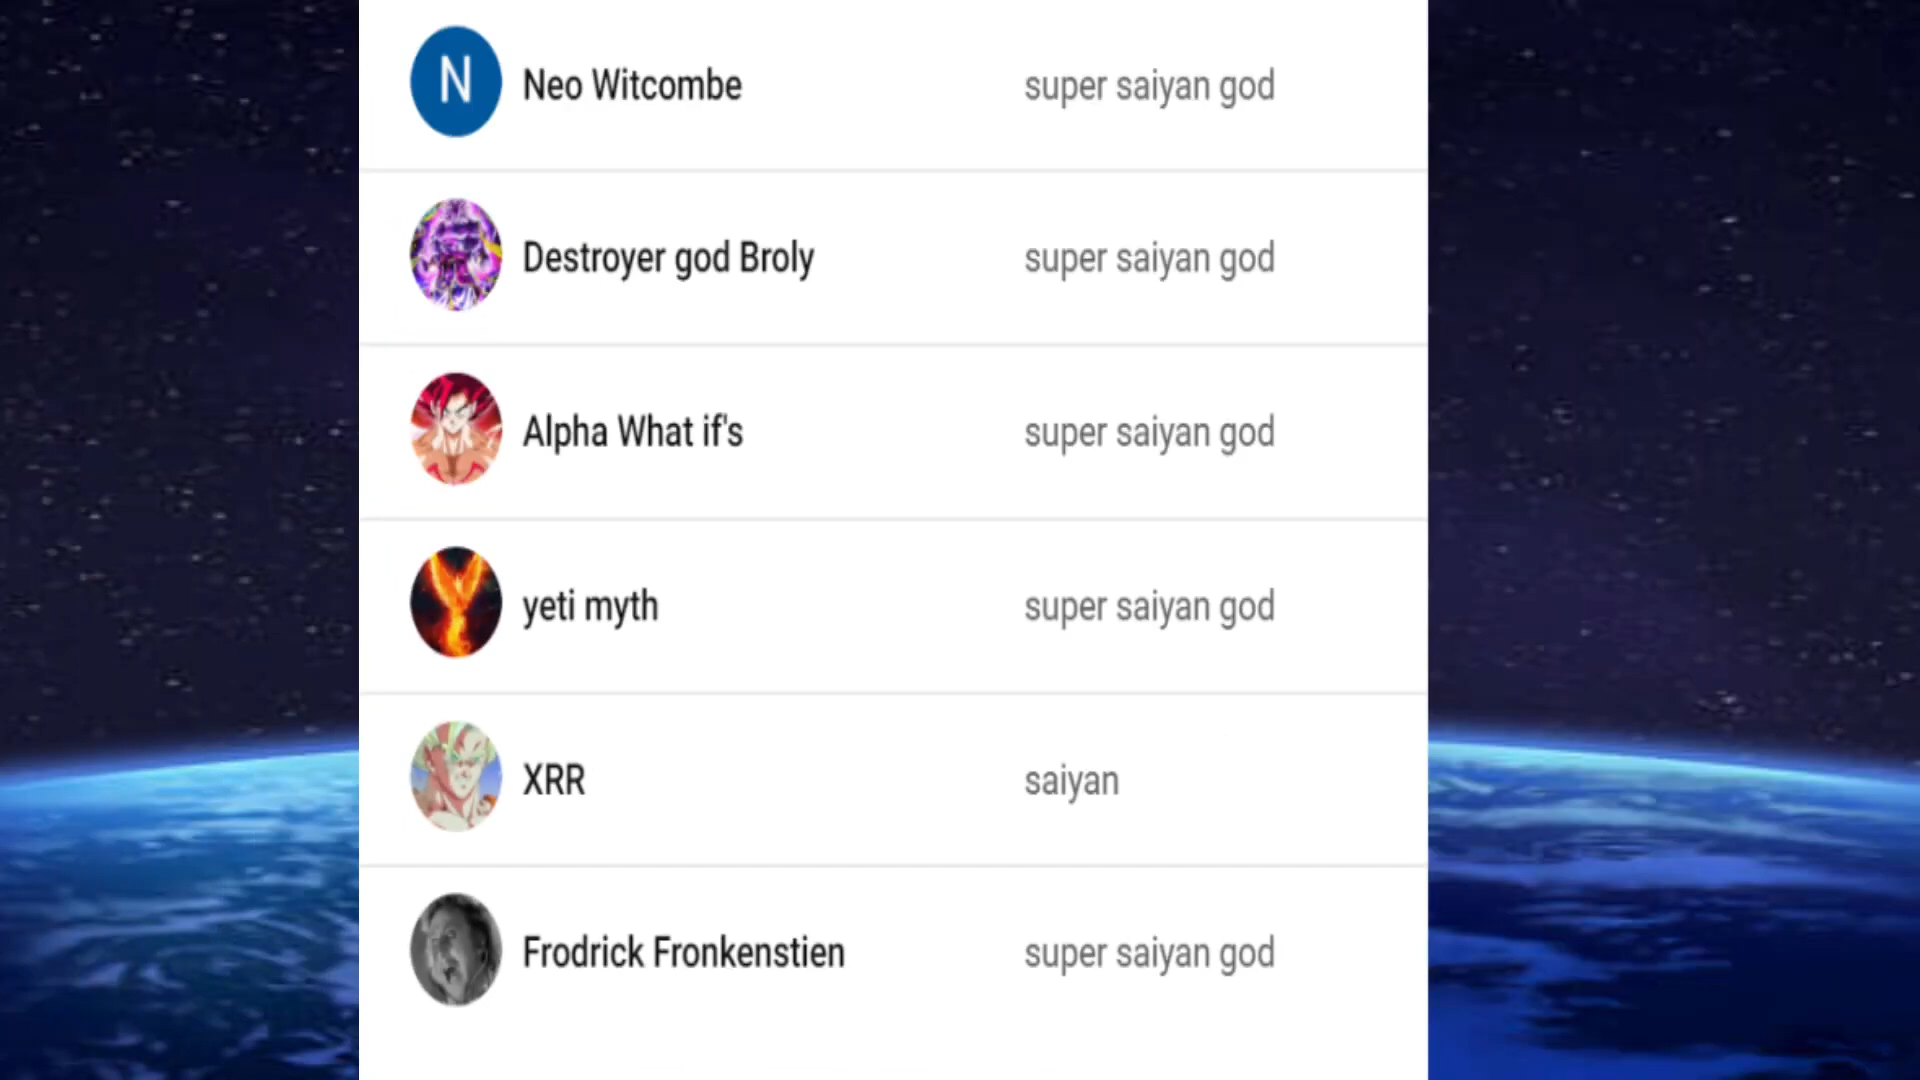 N Neo Witcombe super saiyan god
Destroyer god Broly super saiyan god
Alpha What if's super saiyan god
yeti myth super saiyan god
XRR saiyan
Frodrick Fronkenstien super saiyan god